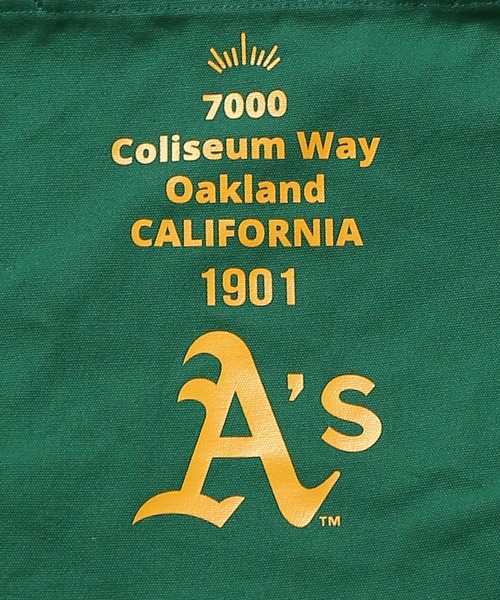 7000
Coliseum Way
Oakland
CALIFORNIA
1901
A's
TM